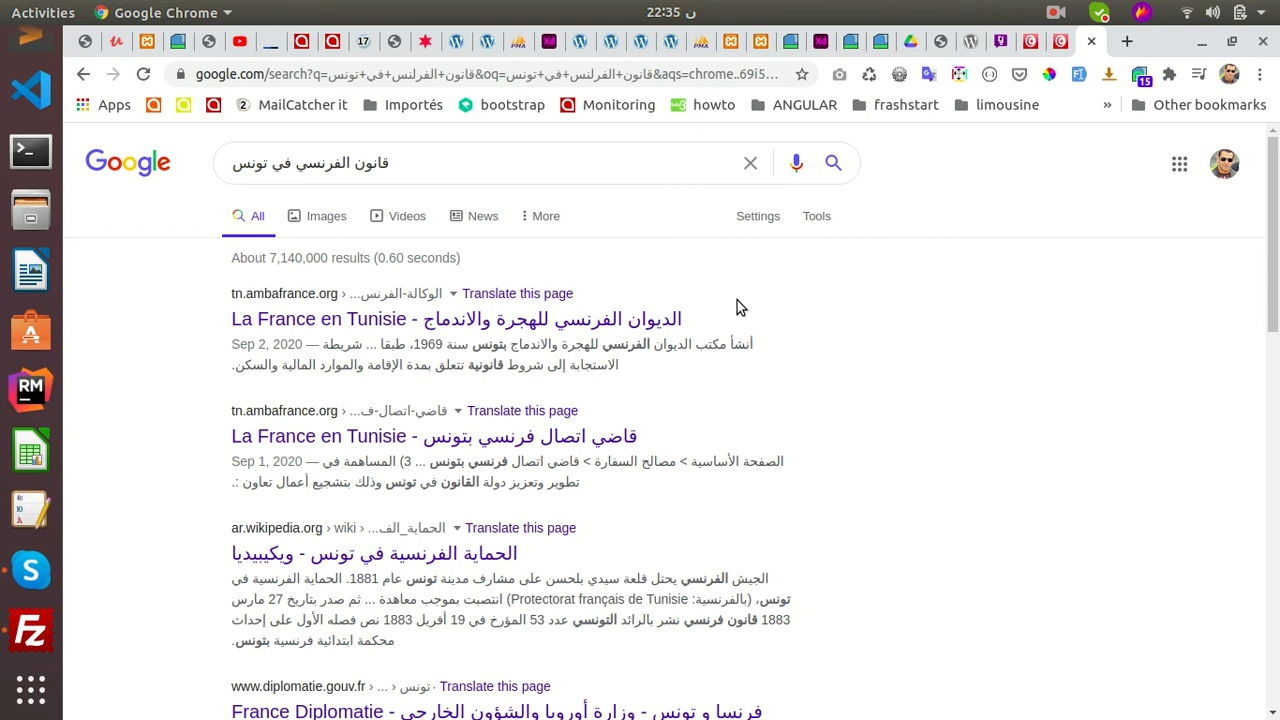 Activities
Google Chrome
22:35 ن
17
google.com/search?q=قانون+الفرلنس+في+تونس&oq=قانون+الفرلنس+في+تونس&aqs=chrome..69i5...
15
Apps
MailCatcher it
Importés
bootstrap
Monitoring
howto
ANGULAR
frashstart
limousine
»
Other bookmarks
Google
قانون الفرنسي في تونس
All
Images
Videos
News
More
Settings
Tools
About 7,140,000 results (0.60 seconds)
tn.ambafrance.org › الوكالة-الفرنس... Translate this page
La France en Tunisie - الديوان الفرنسي للهجرة والاندماج
Sep 2, 2020 — أنشأ مكتب الديوان الفرنسي للهجرة والاندماج بتونس سنة 1969، طبقا ... شريطة
الاستجابة إلى شروط قانونية تتعلق بمدة الإقامة والموارد المالية والسكن.
tn.ambafrance.org › قاضي-اتصال-ف... Translate this page
La France en Tunisie - قاضي اتصال فرنسي بتونس
Sep 1, 2020 — الصفحة الأساسية > مصالح السفارة > قاضي اتصال فرنسي بتونس ... 3) المساهمة في
تطوير وتعزيز دولة القانون في تونس وذلك بتشجيع أعمال تعاون :.
ar.wikipedia.org › wiki › الحماية_الف... Translate this page
الحماية الفرنسية في تونس - ويكيبيديا
الجيش الفرنسي يحتل قلعة سيدي بلحسن على مشارف مدينة تونس عام 1881. الحماية الفرنسية في
تونس، (بالفرنسية: Protectorat français de Tunisie) انتصبت بموجب معاهدة ... ثم صدر بتاريخ 27 مارس
1883 قانون فرنسي نشر بالرائد التونسي عدد 53 المؤرخ في 19 أفريل 1883 نص فصله الأول على إحداث
محكمة ابتدائية فرنسية بتونس.
www.diplomatie.gouv.fr › ... › تونس · Translate this page
France Diplomatie - فرنسا و تونس - وزارة أوروبا والشؤون الخارجي
RM
S
Fz